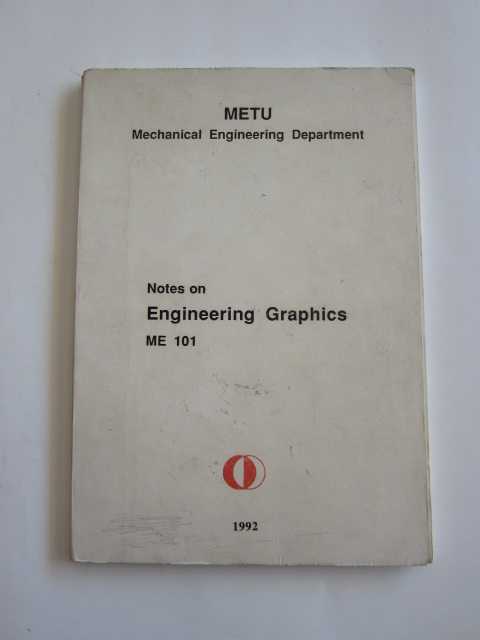 METU
Mechanical Engineering Department
Notes on
Engineering Graphics
ME 101
1992